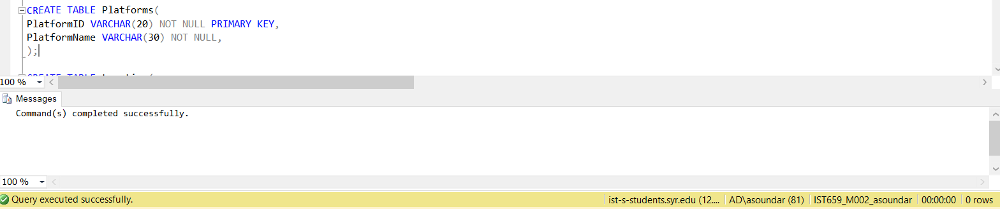 CREATE TABLE Platforms(
PlatformID VARCHAR(20) NOT NULL PRIMARY KEY,
PlatformName VARCHAR(30) NOT NULL,
);
CREATE TABLE
100 %
Messages
Command(s) completed successfully.
100 %
Query executed successfully. ist-s-students.syr.edu (12.... AD\asoundar (81) IST659_M002_asoundar 00:00:00 0 rows